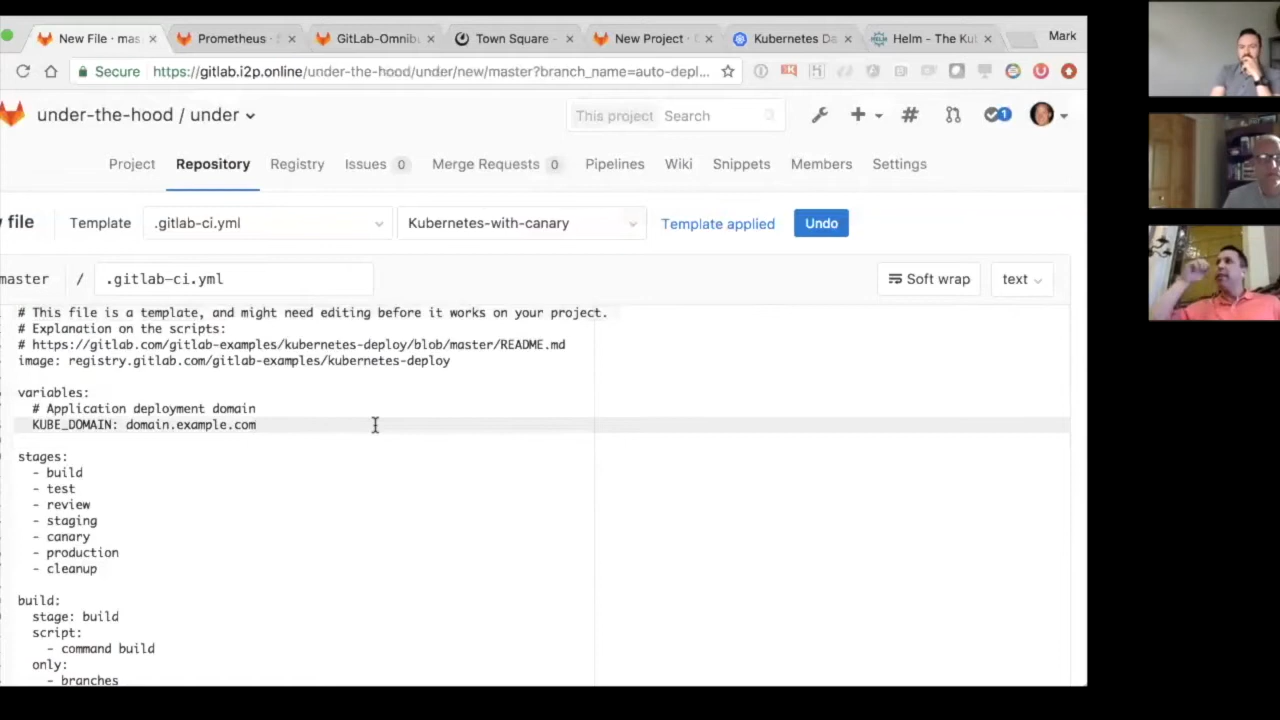 New File · mas
Prometheus · S
GitLab-Omnibu
Town Square -
New Project · G
Kubernetes Da
Helm - The Ku
Mark
Secure https://gitlab.i2p.online/under-the-hood/under/new/master?branch_name=auto-depl...
under-the-hood / under
This project Search
1
Project Repository Registry Issues 0 Merge Requests 0 Pipelines Wiki Snippets Members Settings
file Template .gitlab-ci.yml Kubernetes-with-canary Template applied Undo
master / .gitlab-ci.yml Soft wrap text
# This file is a template, and might need editing before it works on your project.
# Explanation on the scripts:
# https://gitlab.com/gitlab-examples/kubernetes-deploy/blob/master/README.md
image: registry.gitlab.com/gitlab-examples/kubernetes-deploy
variables:
# Application deployment domain
KUBE_DOMAIN: domain.example.com
stages:
- build
- test
- review
- staging
- canary
- production
- cleanup
build:
stage: build
script:
- command build
only:
- branches